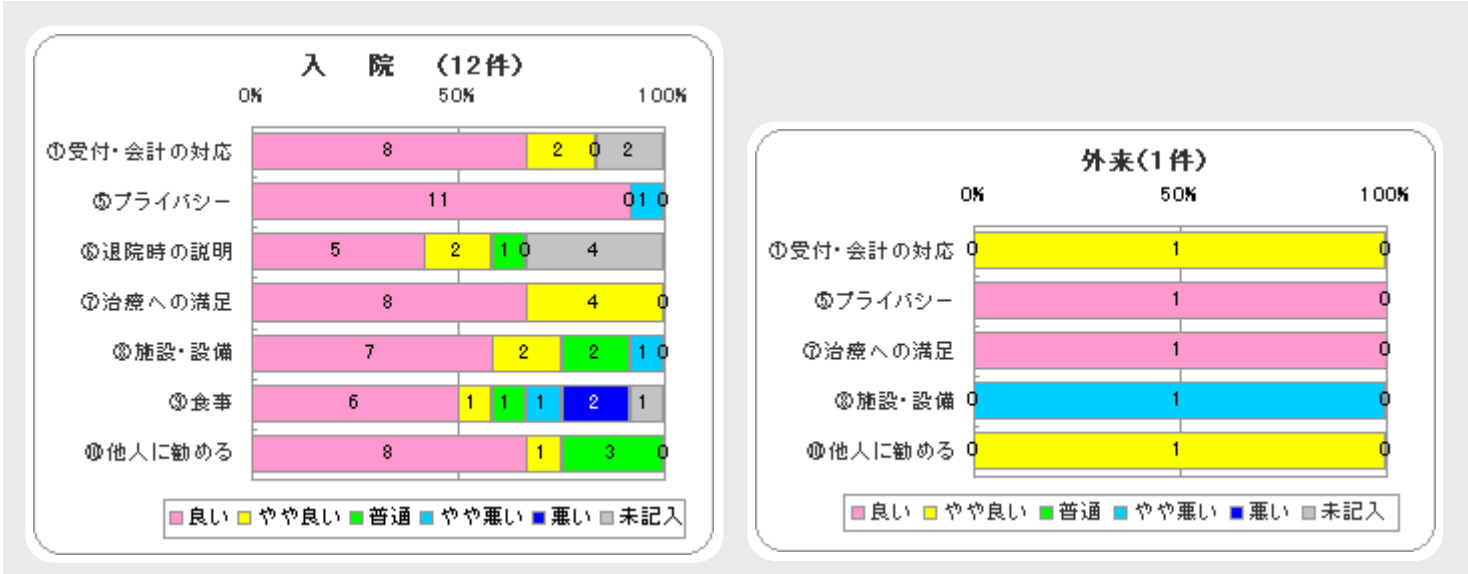 入　院　(12件)
0% 50% 100%
①受付・会計の対応 8 2 0 2
⑤プライバシー 11 0 1 0
⑥退院時の説明 5 2 1 0 4
⑦治療への満足 8 4 0
⑧施設・設備 7 2 2 1 0
⑨食事 6 1 1 1 2 1
⑩他人に勧める 8 1 3 0
良い やや良い 普通 やや悪い 悪い 未記入
外来(1件)
0% 50% 100%
①受付・会計の対応 0 1 0
⑤プライバシー 1 0
⑦治療への満足 1 0
⑧施設・設備 0 1 0
⑩他人に勧める 0 1 0
良い やや良い 普通 やや悪い 悪い 未記入